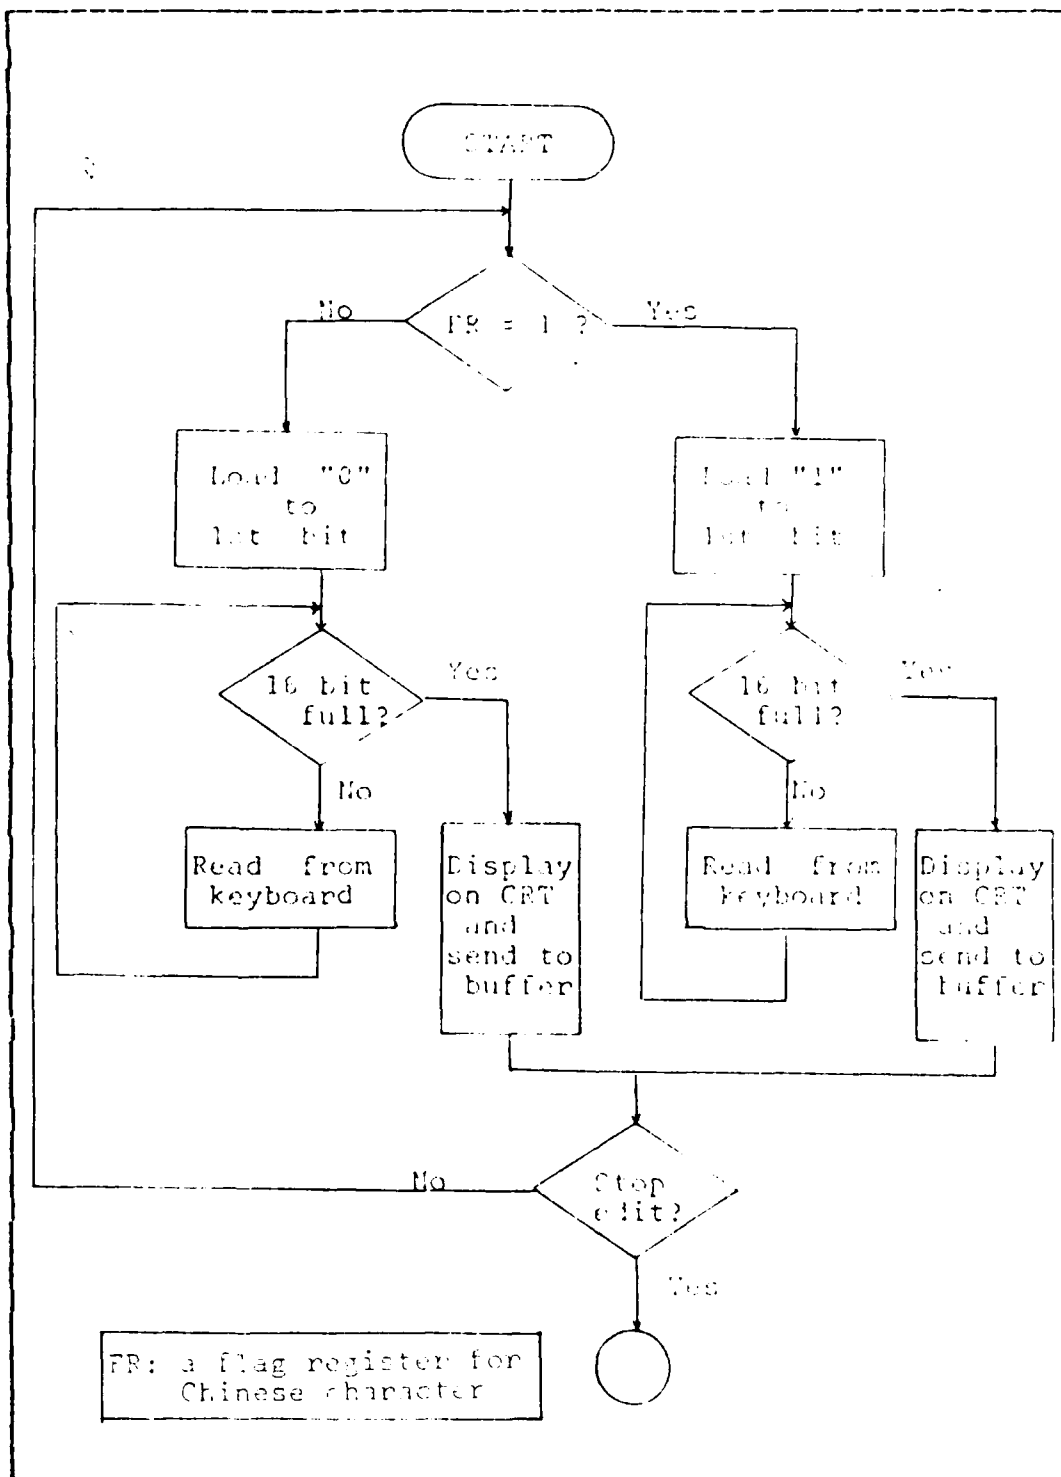 START
No
FR = 1 ?
Yes
Load "0"
to
1st bit
Load "1"
to
1st bit
16 bit
full?
Yes
No
Read from
keyboard
Display
on CRT
and
send to
buffer
16 bit
full?
Yes
No
Read from
keyboard
Display
on CRT
and
send to
buffer
No
Stop
edit?
Yes
FR: a flag register for
Chinese character